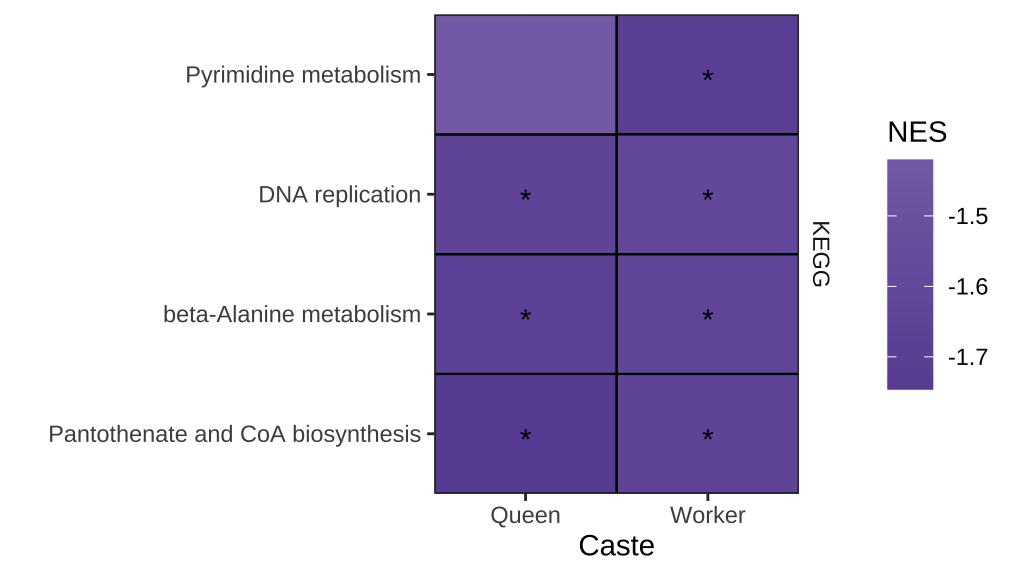 Pyrimidine metabolism
*
DNA replication
* *
beta-Alanine metabolism
* *
Pantothenate and CoA biosynthesis
* *
Queen Worker
Caste
KEGG
NES
-1.5
-1.6
-1.7